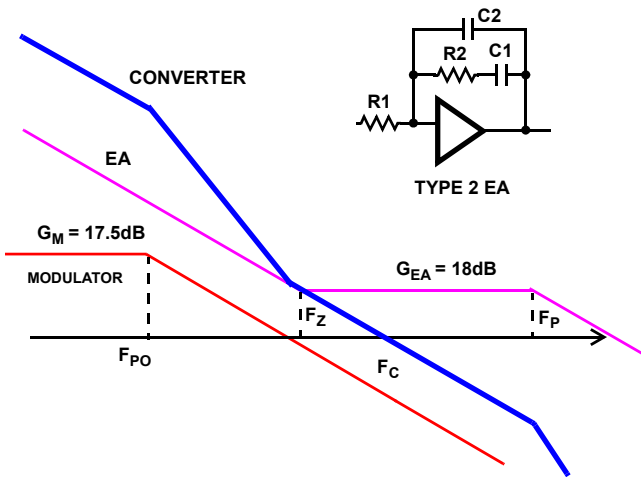 C2
R2
C1
CONVERTER
R1
EA
TYPE 2 EA
G_M = 17.5dB
G_EA = 18dB
MODULATOR
F_Z
F_P
F_PO
F_C